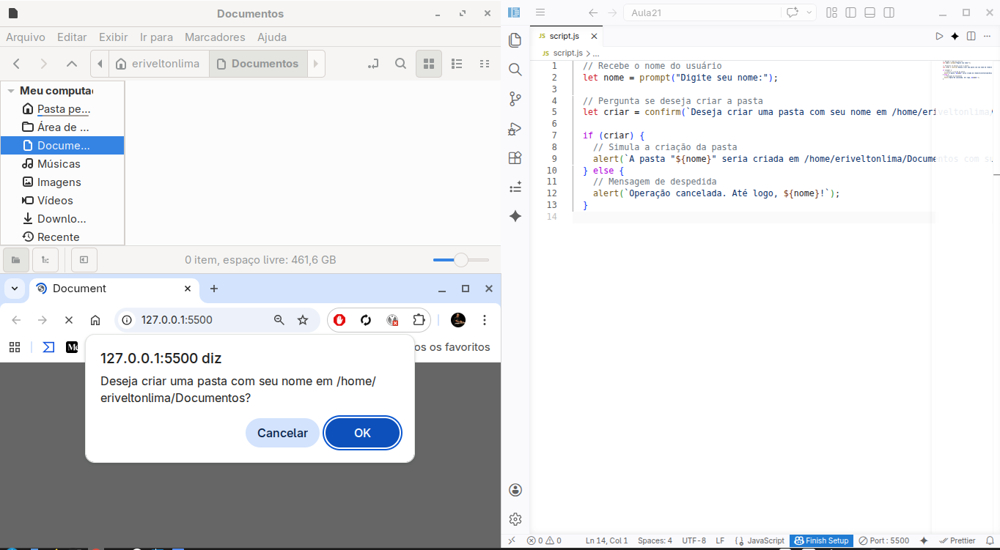 Documentos
Arquivo Editar Exibir Ir para Marcadores Ajuda
eriveltonlima Documentos
Meu computa
Pasta pe...
Área de ...
Docume...
Músicas
Imagens
Vídeos
Downlo...
Recente
0 item, espaço livre: 461,6 GB
Document
127.0.0.1:5500
os os favoritos
127.0.0.1:5500 diz
Deseja criar uma pasta com seu nome em /home/
eriveltonlima/Documentos?
Cancelar OK
Aula21
JS script.js
JS script.js > ...
1 // Recebe o nome do usuário
2 let nome = prompt("Digite seu nome:");
3
4 // Pergunta se deseja criar a pasta
5 let criar = confirm(`Deseja criar uma pasta com seu nome em /home/eriveltonlima/
6
7 if (criar) {
8 // Simula a criação da pasta
9 alert(`A pasta "${nome}" seria criada em /home/eriveltonlima/Documentos com su
10 } else {
11 // Mensagem de despedida
12 alert(`Operação cancelada. Até logo, ${nome}!`);
13 }
14
0 0 Ln 14, Col 1 Spaces: 4 UTF-8 LF JavaScript Finish Setup Port : 5500 Prettier